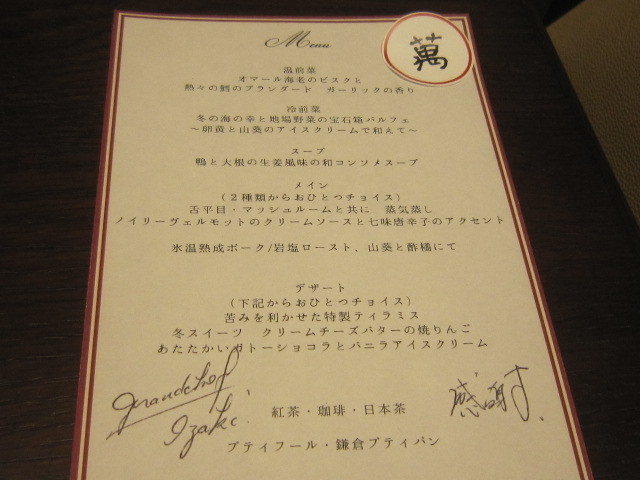 Menu
萬
温前菜
オマール海老のビスクと
熱々の鱈のブランダード　ガーリックの香り
冷前菜
冬の海の幸と地場野菜の宝石箱パルフェ
～卵黄と山葵のアイスクリームで和えて～
スープ
鴨と大根の生姜風味の和コンソメスープ
メイン
（２種類からおひとつチョイス）
舌平目・マッシュルームと共に　蒸気蒸し
ノイリーヴェルモットのクリームソースと七味唐辛子のアクセント
氷温熟成ポーク/岩塩ロースト、山葵と酢橘にて
デザート
（下記からおひとつチョイス）
苦みを利かせた特製ティラミス
冬スイーツ　クリームチーズバターの焼りんご
あたたかいガトーショコラとバニラアイスクリーム
grandchef
Izaki
紅茶・珈琲・日本茶
感謝す.
プティフール・鎌倉プティパン